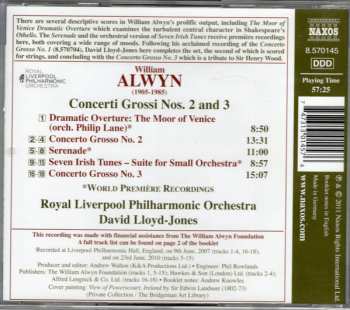 There are several descriptive scores in William Alwyn's prolific output, including The Moor of
Venice Dramatic Overture which examines the turbulent central character in Shakespeare's
Othello. The Serenade and the orchestral version of Seven Irish Tunes receive première recordings
here, both covering a wide range of moods. Following his acclaimed recording of the Concerto
Grosso No. 1 (8.570704), David Lloyd-Jones here completes the set, the second of which is scored
for strings, and concluding with the Concerto Grosso No. 3 which is a tribute to Sir Henry Wood.
ROYAL
LIVERPOOL
PHILHARMONIC
ORCHESTRA
William
ALWYN
(1905-1985)
Concerti Grossi Nos. 2 and 3
1 Dramatic Overture: The Moor of Venice
(orch. Philip Lane)* 8:50
2-4 Concerto Grosso No. 2 13:31
5-8 Serenade* 11:00
9-15 Seven Irish Tunes – Suite for Small Orchestra* 8:57
16-18 Concerto Grosso No. 3 15:07
*WORLD PREMIÈRE RECORDINGS
Royal Liverpool Philharmonic Orchestra
David Lloyd-Jones
This recording was made with financial assistance from The William Alwyn Foundation
A full track list can be found on page 2 of the booklet
Recorded at Liverpool Philharmonic Hall, England, on 9th June, 2007 (tracks 1-4, 16-18),
and on 23rd June, 2010 (tracks 5-15)
Producer and editor: Andrew Walton (K&A Productions Ltd.) • Engineer: Phil Rowlands
Publishers: The William Alwyn Foundation (tracks 1, 5-15); Hawkes & Son (London) Ltd. (tracks 2-4);
Alfred Lengnick & Co. Ltd. (tracks 16-18) • Booklet notes: Andrew Knowles
Cover painting: View of Powerscourt, Ireland by Sir Edwin Landseer (1802-73)
(Private Collection / The Bridgeman Art Library)
NAXOS
8.570145
DDD
Playing Time
57:25
7 47313 01457 4
℗ & © 2011 Naxos Rights International Ltd.
Booklet notes in English
Made in Germany
www.naxos.com